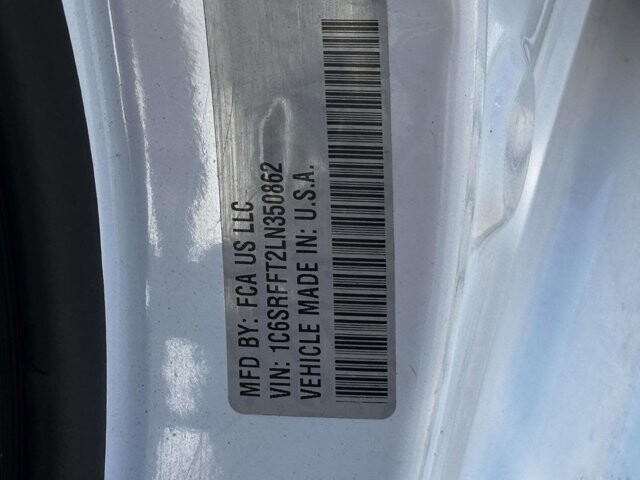 MFD BY: FCA US LLC
VIN: 1C6SRFFT2LN350862
VEHICLE MADE IN: U.S.A.